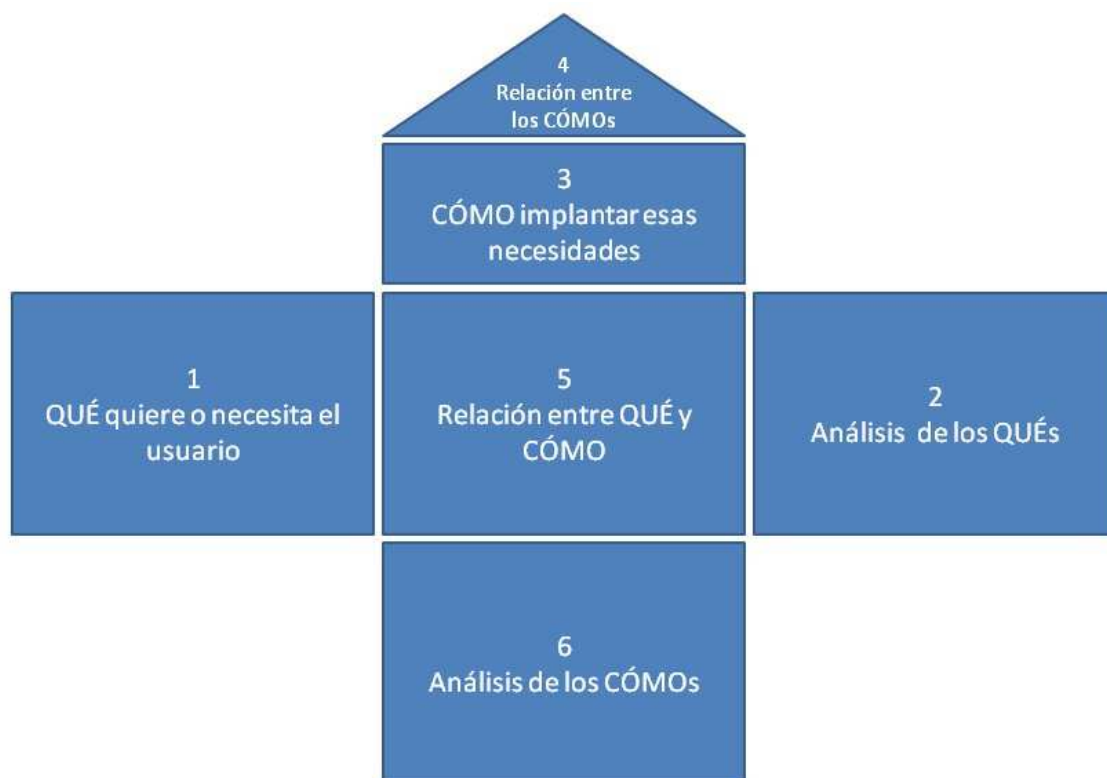 4
Relación entre
los CÓMOs
3
CÓMO implantar esas
necesidades
1
QUÉ quiere o necesita el
usuario
5
Relación entre QUÉ y
CÓMO
2
Análisis de los QUÉs
6
Análisis de los CÓMOs